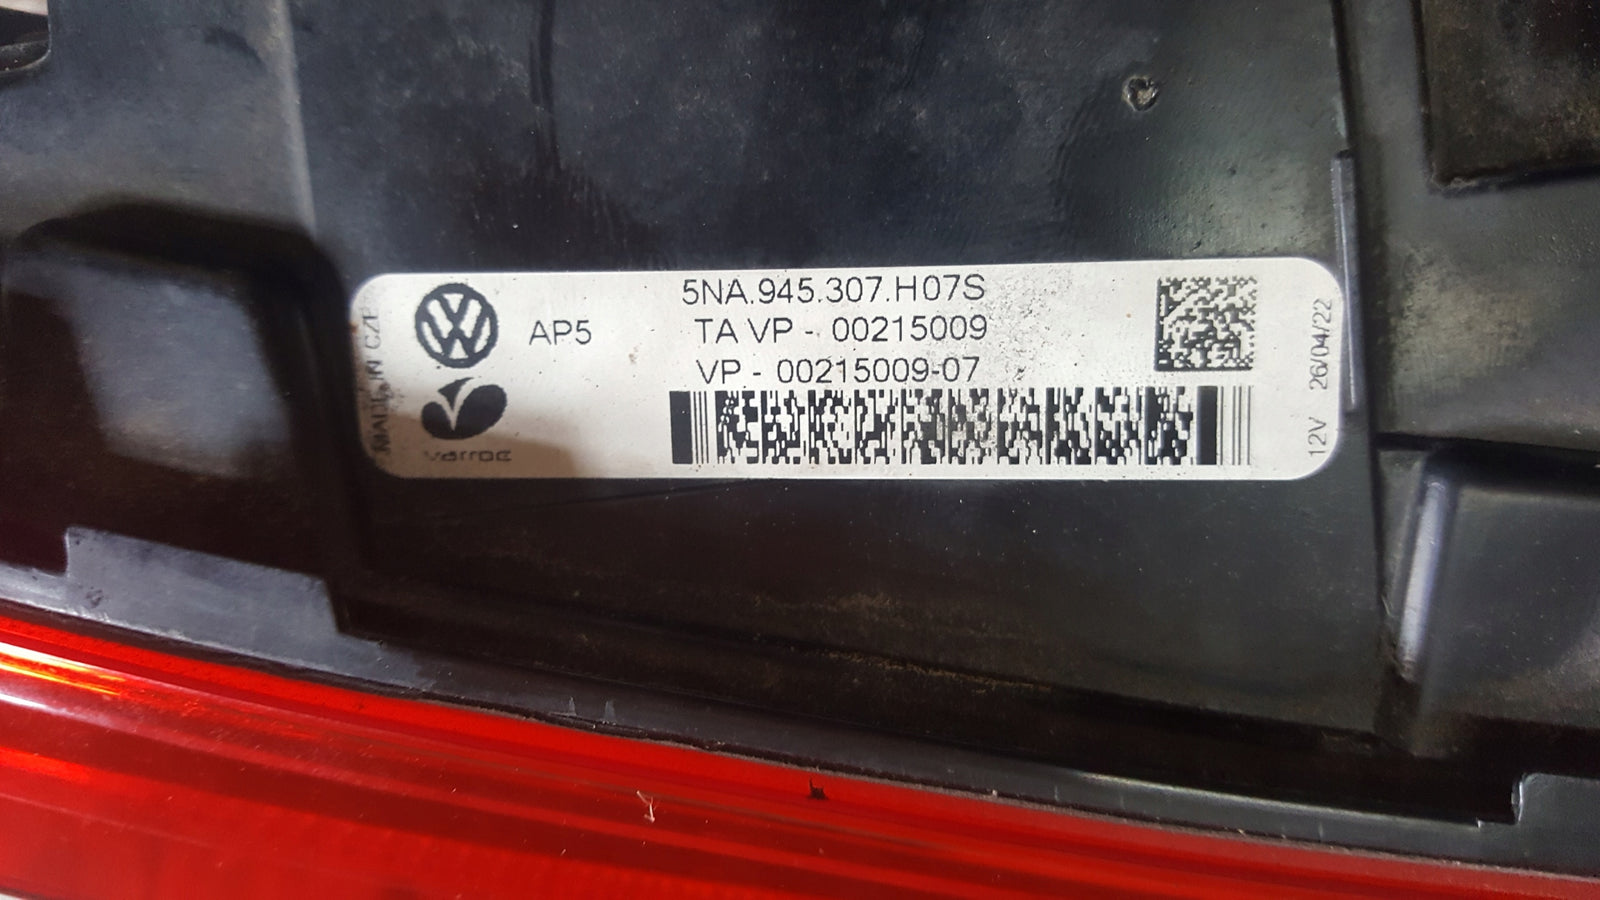 MADE IN CZE
AP5
varroc
5NA.945.307.H07S
TA VP - 00215009
VP - 00215009-07
12V 26/04/22